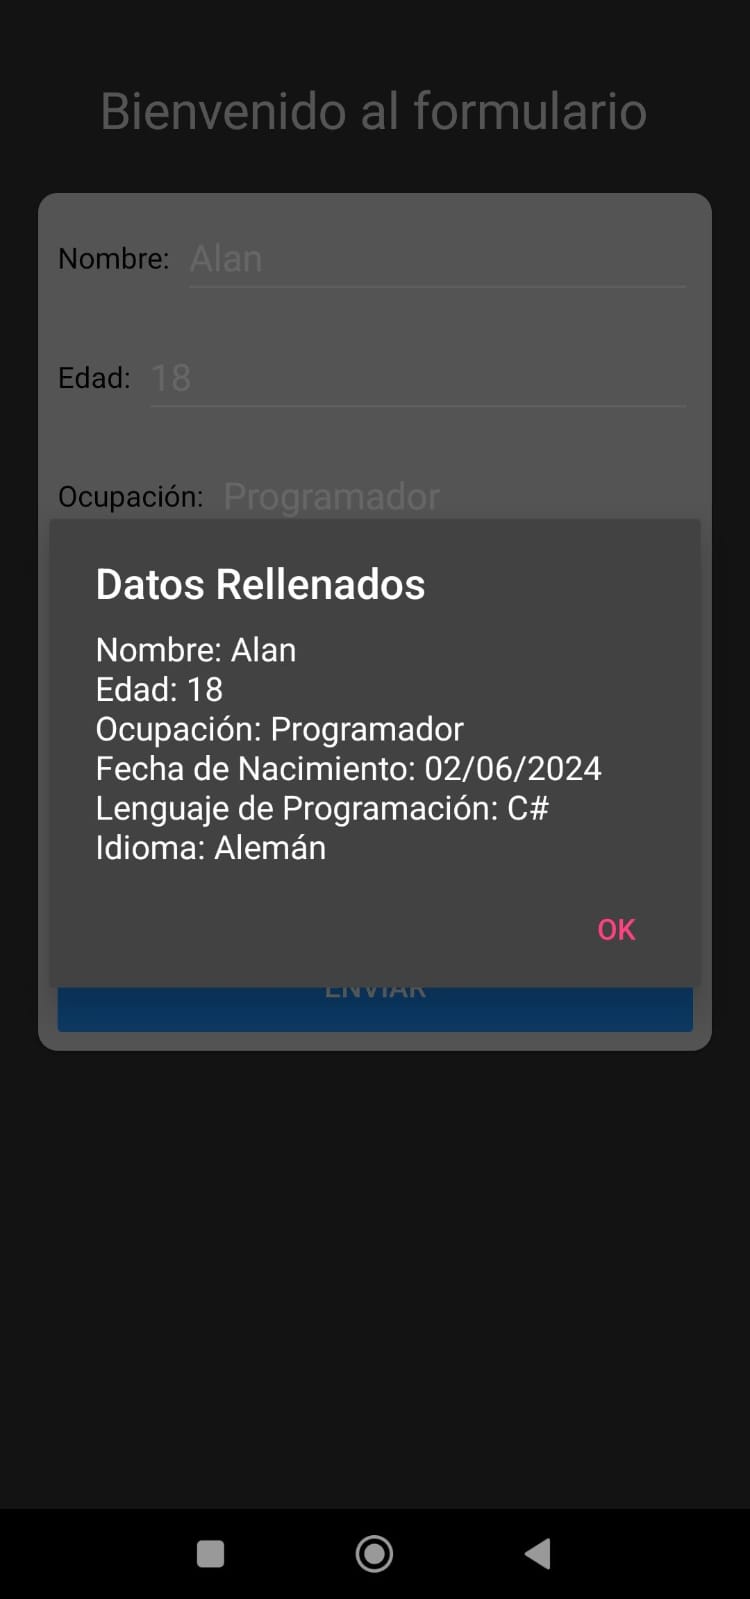 Bienvenido al formulario
Nombre: Alan
Edad: 18
Ocupación: Programador
Datos Rellenados
Nombre: Alan
Edad: 18
Ocupación: Programador
Fecha de Nacimiento: 02/06/2024
Lenguaje de Programación: C#
Idioma: Alemán
OK
ENVIAR